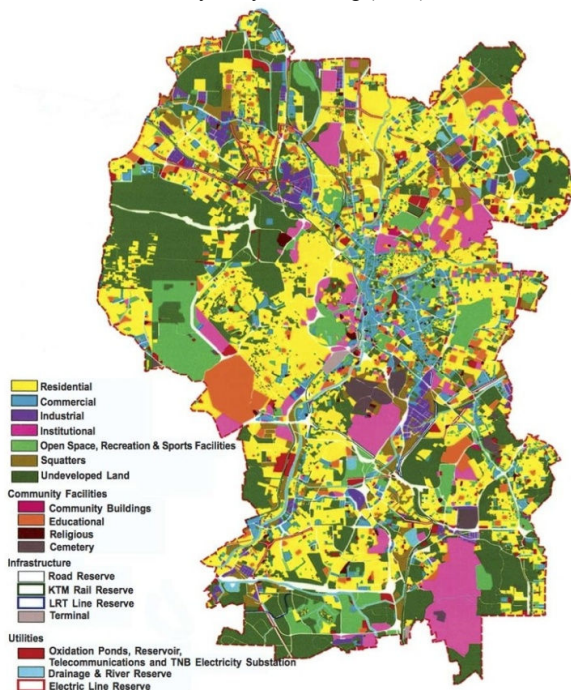 Residential
Commercial
Industrial
Institutional
Open Space, Recreation & Sports Facilities
Squatters
Undeveloped Land
Community Facilities
Community Buildings
Educational
Religious
Cemetery
Infrastructure
Road Reserve
KTM Rail Reserve
LRT Line Reserve
Terminal
Utilities
Oxidation Ponds, Reservoir,
Telecommunications and TNB Electricity Substation
Drainage & River Reserve
Electric Line Reserve